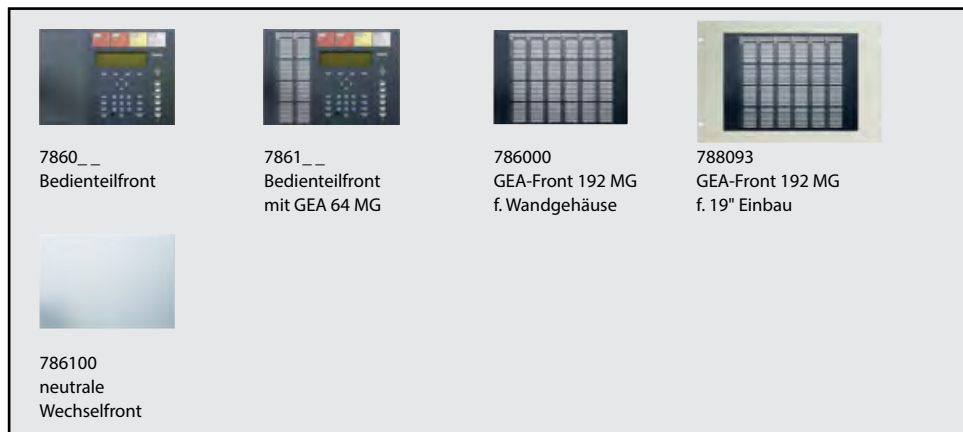 7860_ _
Bedienteilfront
7861_ _
Bedienteilfront
mit GEA 64 MG
786000
GEA-Front 192 MG
f. Wandgehäuse
788093
GEA-Front 192 MG
f. 19" Einbau
786100
neutrale
Wechselfront